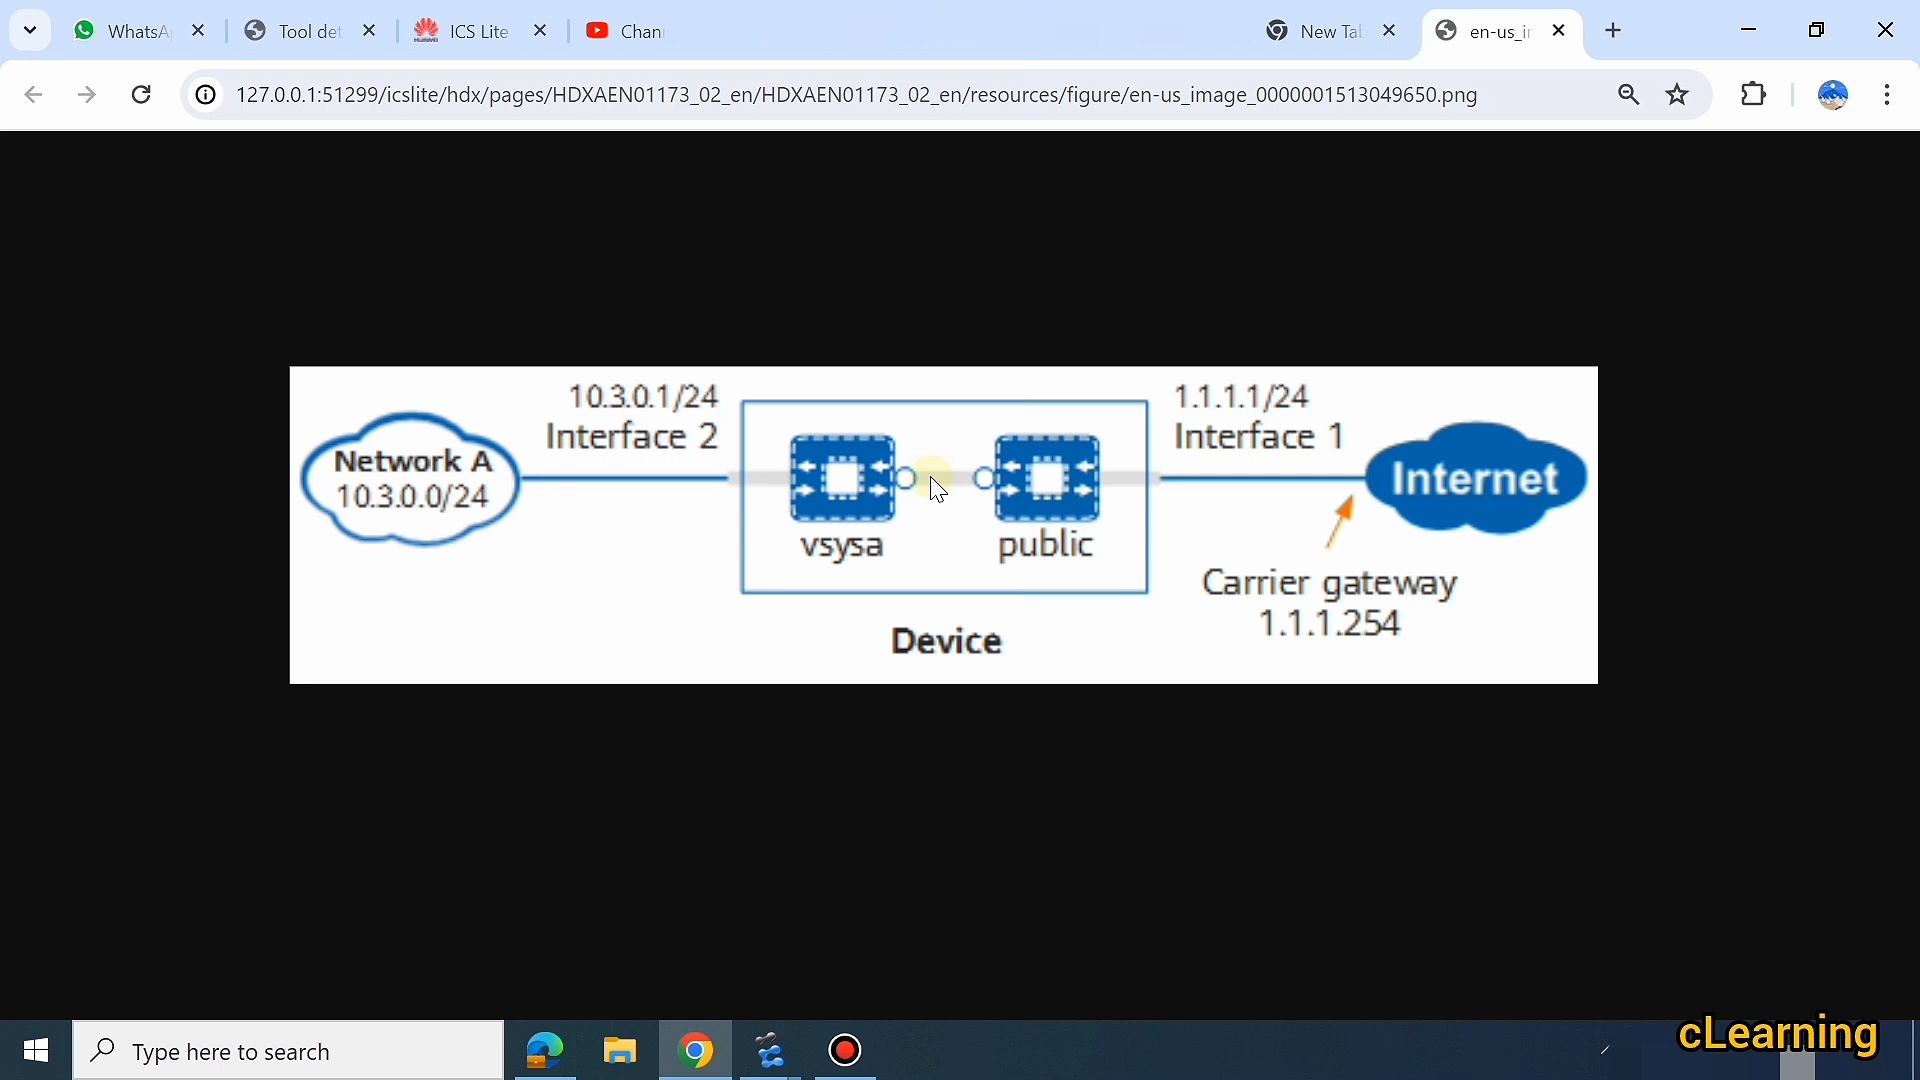 WhatsA
Tool det
ICS Lite
Chan
New Ta
en-us_i
127.0.0.1:51299/icslite/hdx/pages/HDXAEN01173_02_en/HDXAEN01173_02_en/resources/figure/en-us_image_0000001513049650.png
10.3.0.1/24
Interface 2
1.1.1.1/24
Interface 1
Network A
10.3.0.0/24
Internet
vsysa
public
Carrier gateway
1.1.1.254
Device
Type here to search
cLearning